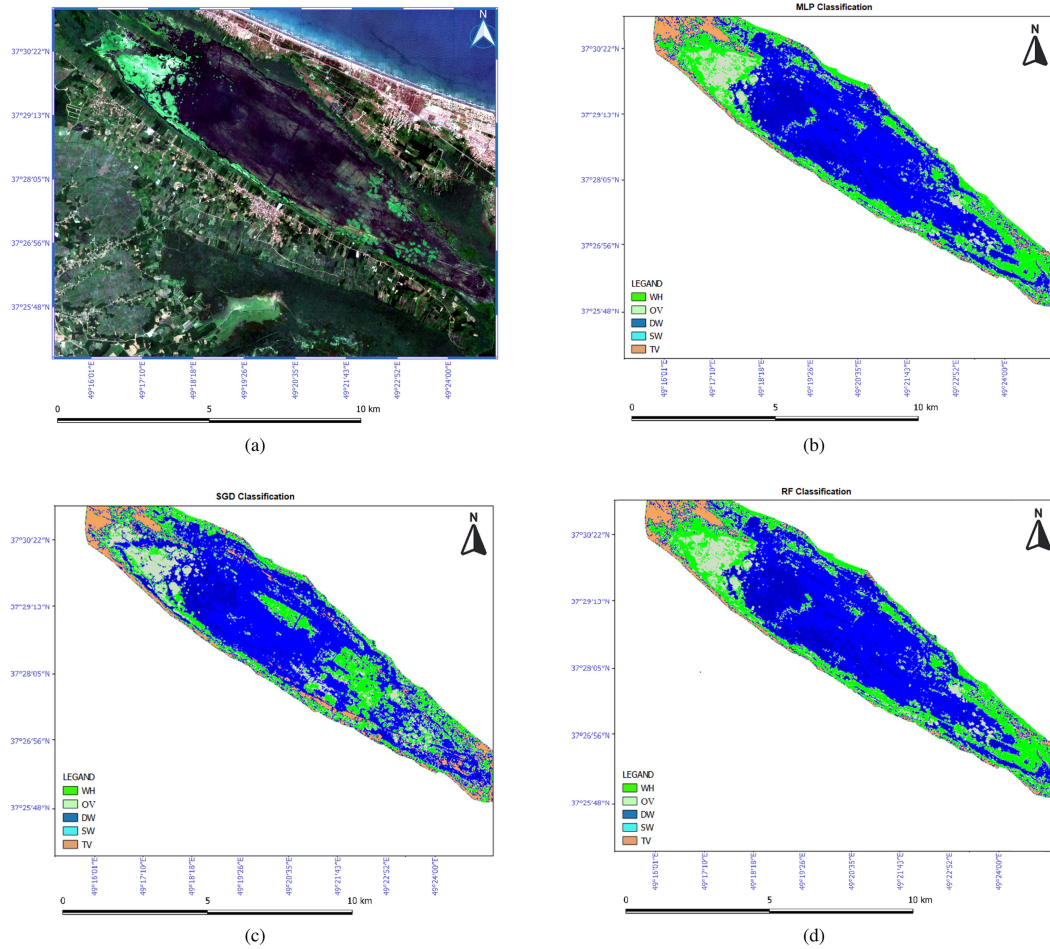 N
37°30'22"N
37°29'13"N
37°28'05"N
37°26'56"N
37°25'48"N
49°16'01"E
49°17'10"E
49°18'18"E
49°19'26"E
49°20'35"E
49°21'43"E
49°22'52"E
49°24'00"E
0 5 10 km
(a)
MLP Classification
N
37°30'22"N
37°29'13"N
37°28'05"N
37°26'56"N
37°25'48"N
LEGAND
WH
OV
DW
SW
TV
49°16'01"E
49°17'10"E
49°18'18"E
49°19'26"E
49°20'35"E
49°21'43"E
49°22'52"E
49°24'00"E
0 5 10 km
(b)
SGD Classification
N
37°30'22"N
37°29'13"N
37°28'05"N
37°26'56"N
37°25'48"N
LEGAND
WH
OV
DW
SW
TV
49°16'01"E
49°17'10"E
49°18'18"E
49°19'26"E
49°20'35"E
49°21'43"E
49°22'52"E
49°24'00"E
0 5 10 km
(c)
RF Classification
N
37°30'22"N
37°29'13"N
37°28'05"N
37°26'56"N
37°25'48"N
LEGAND
WH
OV
DW
SW
TV
49°16'01"E
49°17'10"E
49°18'18"E
49°19'26"E
49°20'35"E
49°21'43"E
49°22'52"E
49°24'00"E
0 5 10 km
(d)